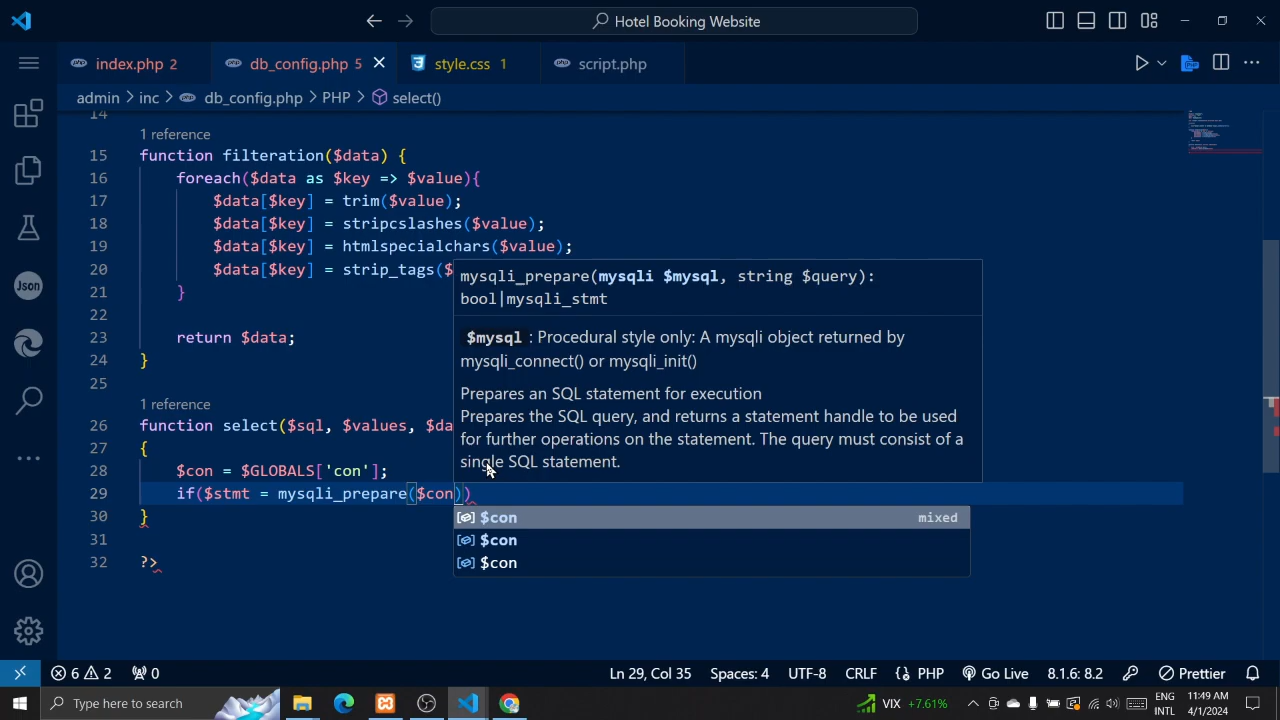 Hotel Booking Website
index.php 2
db_config.php 5
style.css 1
script.php
admin > inc > db_config.php > PHP > select()
14
1 reference
15 function filteration($data) {
16 foreach($data as $key => $value){
17 $data[$key] = trim($value);
18 $data[$key] = stripcslashes($value);
19 $data[$key] = htmlspecialchars($value);
20 $data[$key] = strip_tags($
21 }
22
23 return $data;
24 }
25
1 reference
26 function select($sql, $values, $da
27 {
28 $con = $GLOBALS['con'];
29 if($stmt = mysqli_prepare($con))
30 }
31
32 ?>
mysqli_prepare(mysqli $mysql, string $query):
bool|mysqli_stmt
$mysql : Procedural style only: A mysqli object returned by
mysqli_connect() or mysqli_init()
Prepares an SQL statement for execution
Prepares the SQL query, and returns a statement handle to be used
for further operations on the statement. The query must consist of a
single SQL statement.
$con mixed
$con
$con
Json
PHP
6 2 0
Ln 29, Col 35 Spaces: 4 UTF-8 CRLF PHP Go Live 8.1.6: 8.2 Prettier
Type here to search
VIX +7.61%
ENG
INTL
11:49 AM
4/1/2024